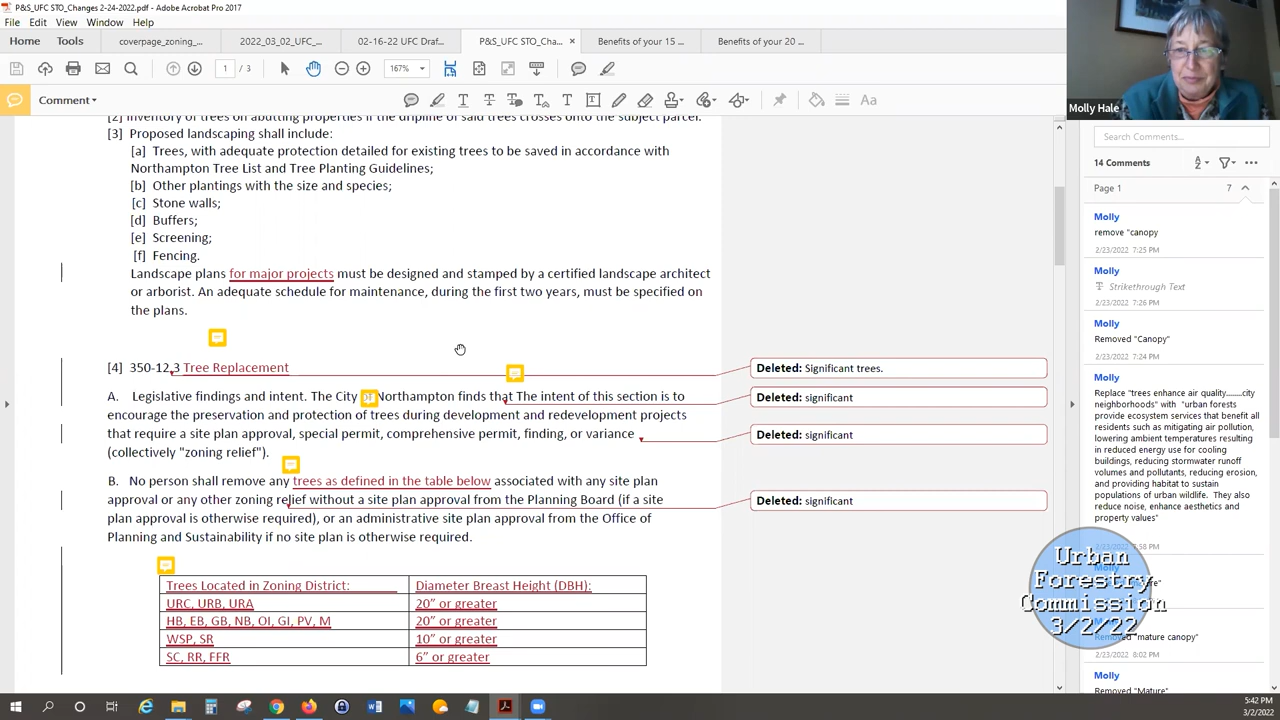 P&S_UFC STO_Changes 2-24-2022.pdf - Adobe Acrobat Pro 2017
File Edit View Window Help
Home Tools coverpage_zoning_... 2022_03_02_UFC_... 02-16-22 UFC Draf... P&S_UFC STO_Cha... × Benefits of your 15 ... Benefits of your 20 ...
1 / 3 167%
Comment
Molly Hale
[2] Inventory of trees on abutting properties if the dripline of said trees crosses onto the subject parcel.
[3] Proposed landscaping shall include:
[a] Trees, with adequate protection detailed for existing trees to be saved in accordance with
Northampton Tree List and Tree Planting Guidelines;
[b] Other plantings with the size and species;
[c] Stone walls;
[d] Buffers;
[e] Screening;
[f] Fencing.
Landscape plans for major projects must be designed and stamped by a certified landscape architect
or arborist. An adequate schedule for maintenance, during the first two years, must be specified on
the plans.
[4] 350-12.3 Tree Replacement
A. Legislative findings and intent. The City of Northampton finds that The intent of this section is to
encourage the preservation and protection of trees during development and redevelopment projects
that require a site plan approval, special permit, comprehensive permit, finding, or variance
(collectively "zoning relief").
B. No person shall remove any trees as defined in the table below associated with any site plan
approval or any other zoning relief without a site plan approval from the Planning Board (if a site
plan approval is otherwise required), or an administrative site plan approval from the Office of
Planning and Sustainability if no site plan is otherwise required.
Trees Located in Zoning District: Diameter Breast Height (DBH):
URC, URB, URA 20" or greater
HB, EB, GB, NB, OI, GI, PV, M 20" or greater
WSP, SR 10" or greater
SC, RR, FFR 6" or greater
Deleted: Significant trees.
Deleted: significant
Deleted: significant
Deleted: significant
Search Comments...
14 Comments
Page 1 7
Molly
remove "canopy
2/23/2022 7:25 PM
Molly
Strikethrough Text
2/23/2022 7:26 PM
Molly
Removed "Canopy"
2/23/2022 7:24 PM
Molly
Replace "trees enhance air quality.......city
neighborhoods" with "urban forests
provide ecosystem services that benefit all
residents such as mitigating air pollution,
lowering ambient temperatures resulting
in reduced energy use for cooling
buildings, reducing stormwater runoff
volumes and pollutants, reducing erosion,
and providing habitat to sustain
populations of urban wildlife. They also
reduce noise, enhance aesthetics and
property values"
2/23/2022 7:58 PM
Removed "mature canopy"
2/23/2022 8:02 PM
Molly
Removed "Mature"
Urban
Forestry
Commission
3/2/22
5:42 PM
3/2/2022